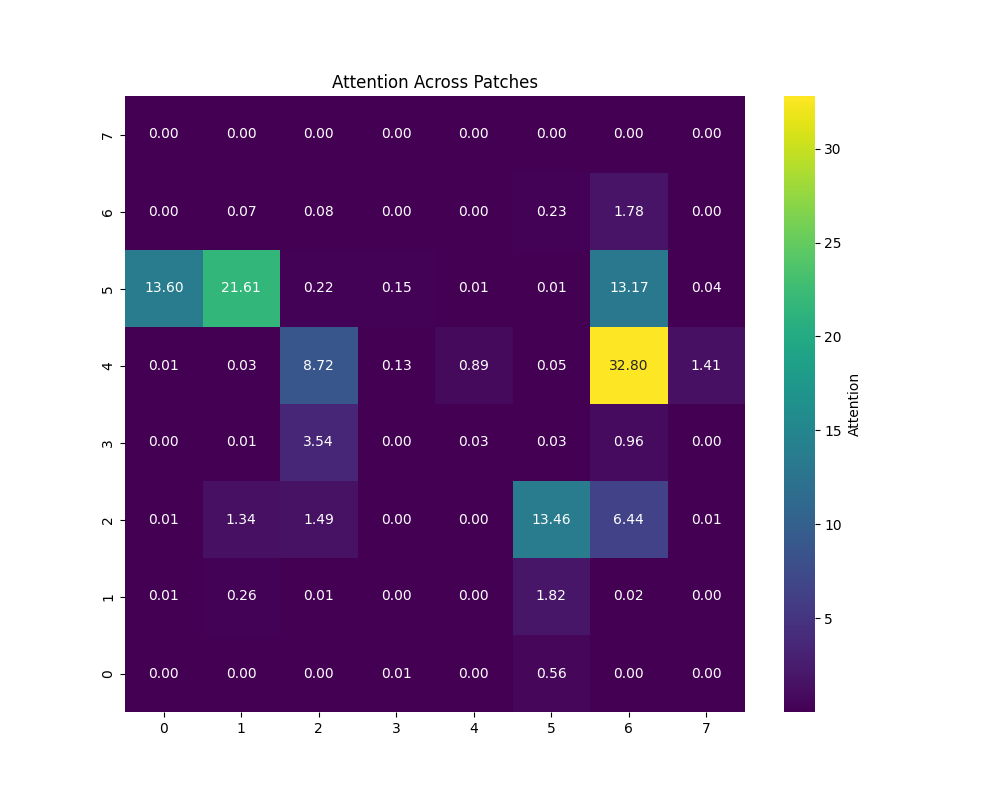 Attention Across Patches
7 0.00 0.00 0.00 0.00 0.00 0.00 0.00 0.00
6 0.00 0.07 0.08 0.00 0.00 0.23 1.78 0.00
5 13.60 21.61 0.22 0.15 0.01 0.01 13.17 0.04
4 0.01 0.03 8.72 0.13 0.89 0.05 32.80 1.41
3 0.00 0.01 3.54 0.00 0.03 0.03 0.96 0.00
2 0.01 1.34 1.49 0.00 0.00 13.46 6.44 0.01
1 0.01 0.26 0.01 0.00 0.00 1.82 0.02 0.00
0 0.00 0.00 0.00 0.01 0.00 0.56 0.00 0.00
0 1 2 3 4 5 6 7
30
25
20
15
10
5
Attention